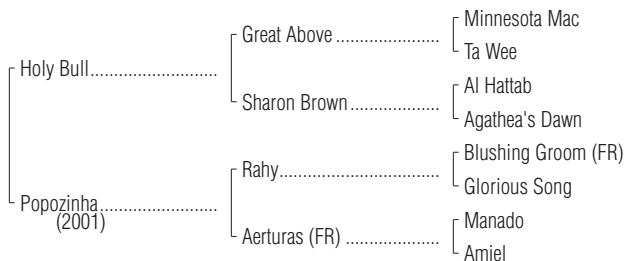 Minnesota Mac
Great Above
Ta Wee
Holy Bull
Al Hattab
Sharon Brown
Agathea's Dawn
Blushing Groom (FR)
Rahy
Glorious Song
Popozinha
(2001)
Manado
Aerturas (FR)
Amiel